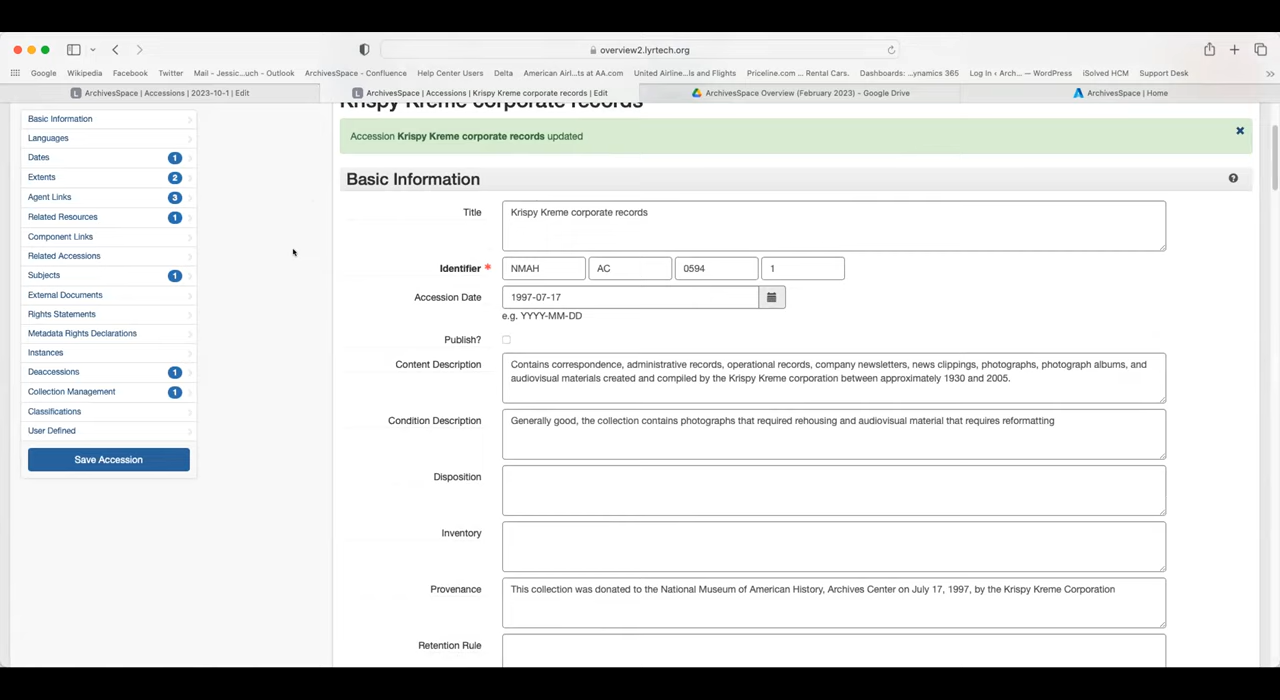 overview2.lyrtech.org
Google Wikipedia Facebook Twitter Mail - Jessic...uch - Outlook ArchivesSpace - Confluence Help Center Users Delta American Airl...ts at AA.com United Airline...ls and Flights Priceline.com ... Rental Cars. Dashboards: ...ynamics 365 Log In ‹ Arch... — WordPress iSolved HCM Support Desk
ArchivesSpace | Accessions | 2023-10-1 | Edit
ArchivesSpace | Accessions | Krispy Kreme corporate records | Edit
ArchivesSpace Overview (February 2023) - Google Drive
ArchivesSpace | Home
Krispy Kreme corporate records
Basic Information
Languages
Dates 1
Extents 2
Agent Links 3
Related Resources 1
Component Links
Related Accessions
Subjects 1
External Documents
Rights Statements
Metadata Rights Declarations
Instances
Deaccessions 1
Collection Management 1
Classifications
User Defined
Save Accession
Accession Krispy Kreme corporate records updated
Basic Information
Title Krispy Kreme corporate records
Identifier * NMAH AC 0594 1
Accession Date 1997-07-17
e.g. YYYY-MM-DD
Publish?
Content Description Contains correspondence, administrative records, operational records, company newsletters, news clippings, photographs, photograph albums, and
audiovisual materials created and compiled by the Krispy Kreme corporation between approximately 1930 and 2005.
Condition Description Generally good, the collection contains photographs that required rehousing and audiovisual material that requires reformatting
Disposition
Inventory
Provenance This collection was donated to the National Museum of American History, Archives Center on July 17, 1997, by the Krispy Kreme Corporation
Retention Rule